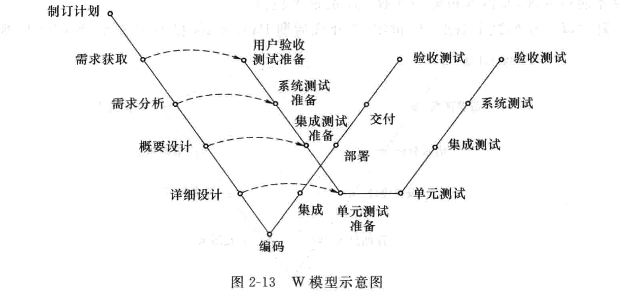 制订计划
需求获取
用户验收
测试准备
验收测试
验收测试
需求分析
系统测试
准备
交付
系统测试
概要设计
集成测试
准备
部署
集成测试
详细设计
集成
单元测试
准备
单元测试
编码
图 2-13 W 模型示意图